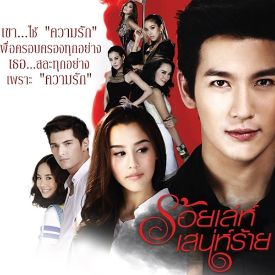 เขา...ใช้ "ความรัก"
เพื่อครอบครองทุกอย่าง
เธอ...สละทุกอย่าง
เพราะ "ความรัก"
รอยเล่ห์
เสน่ห์ร้าย